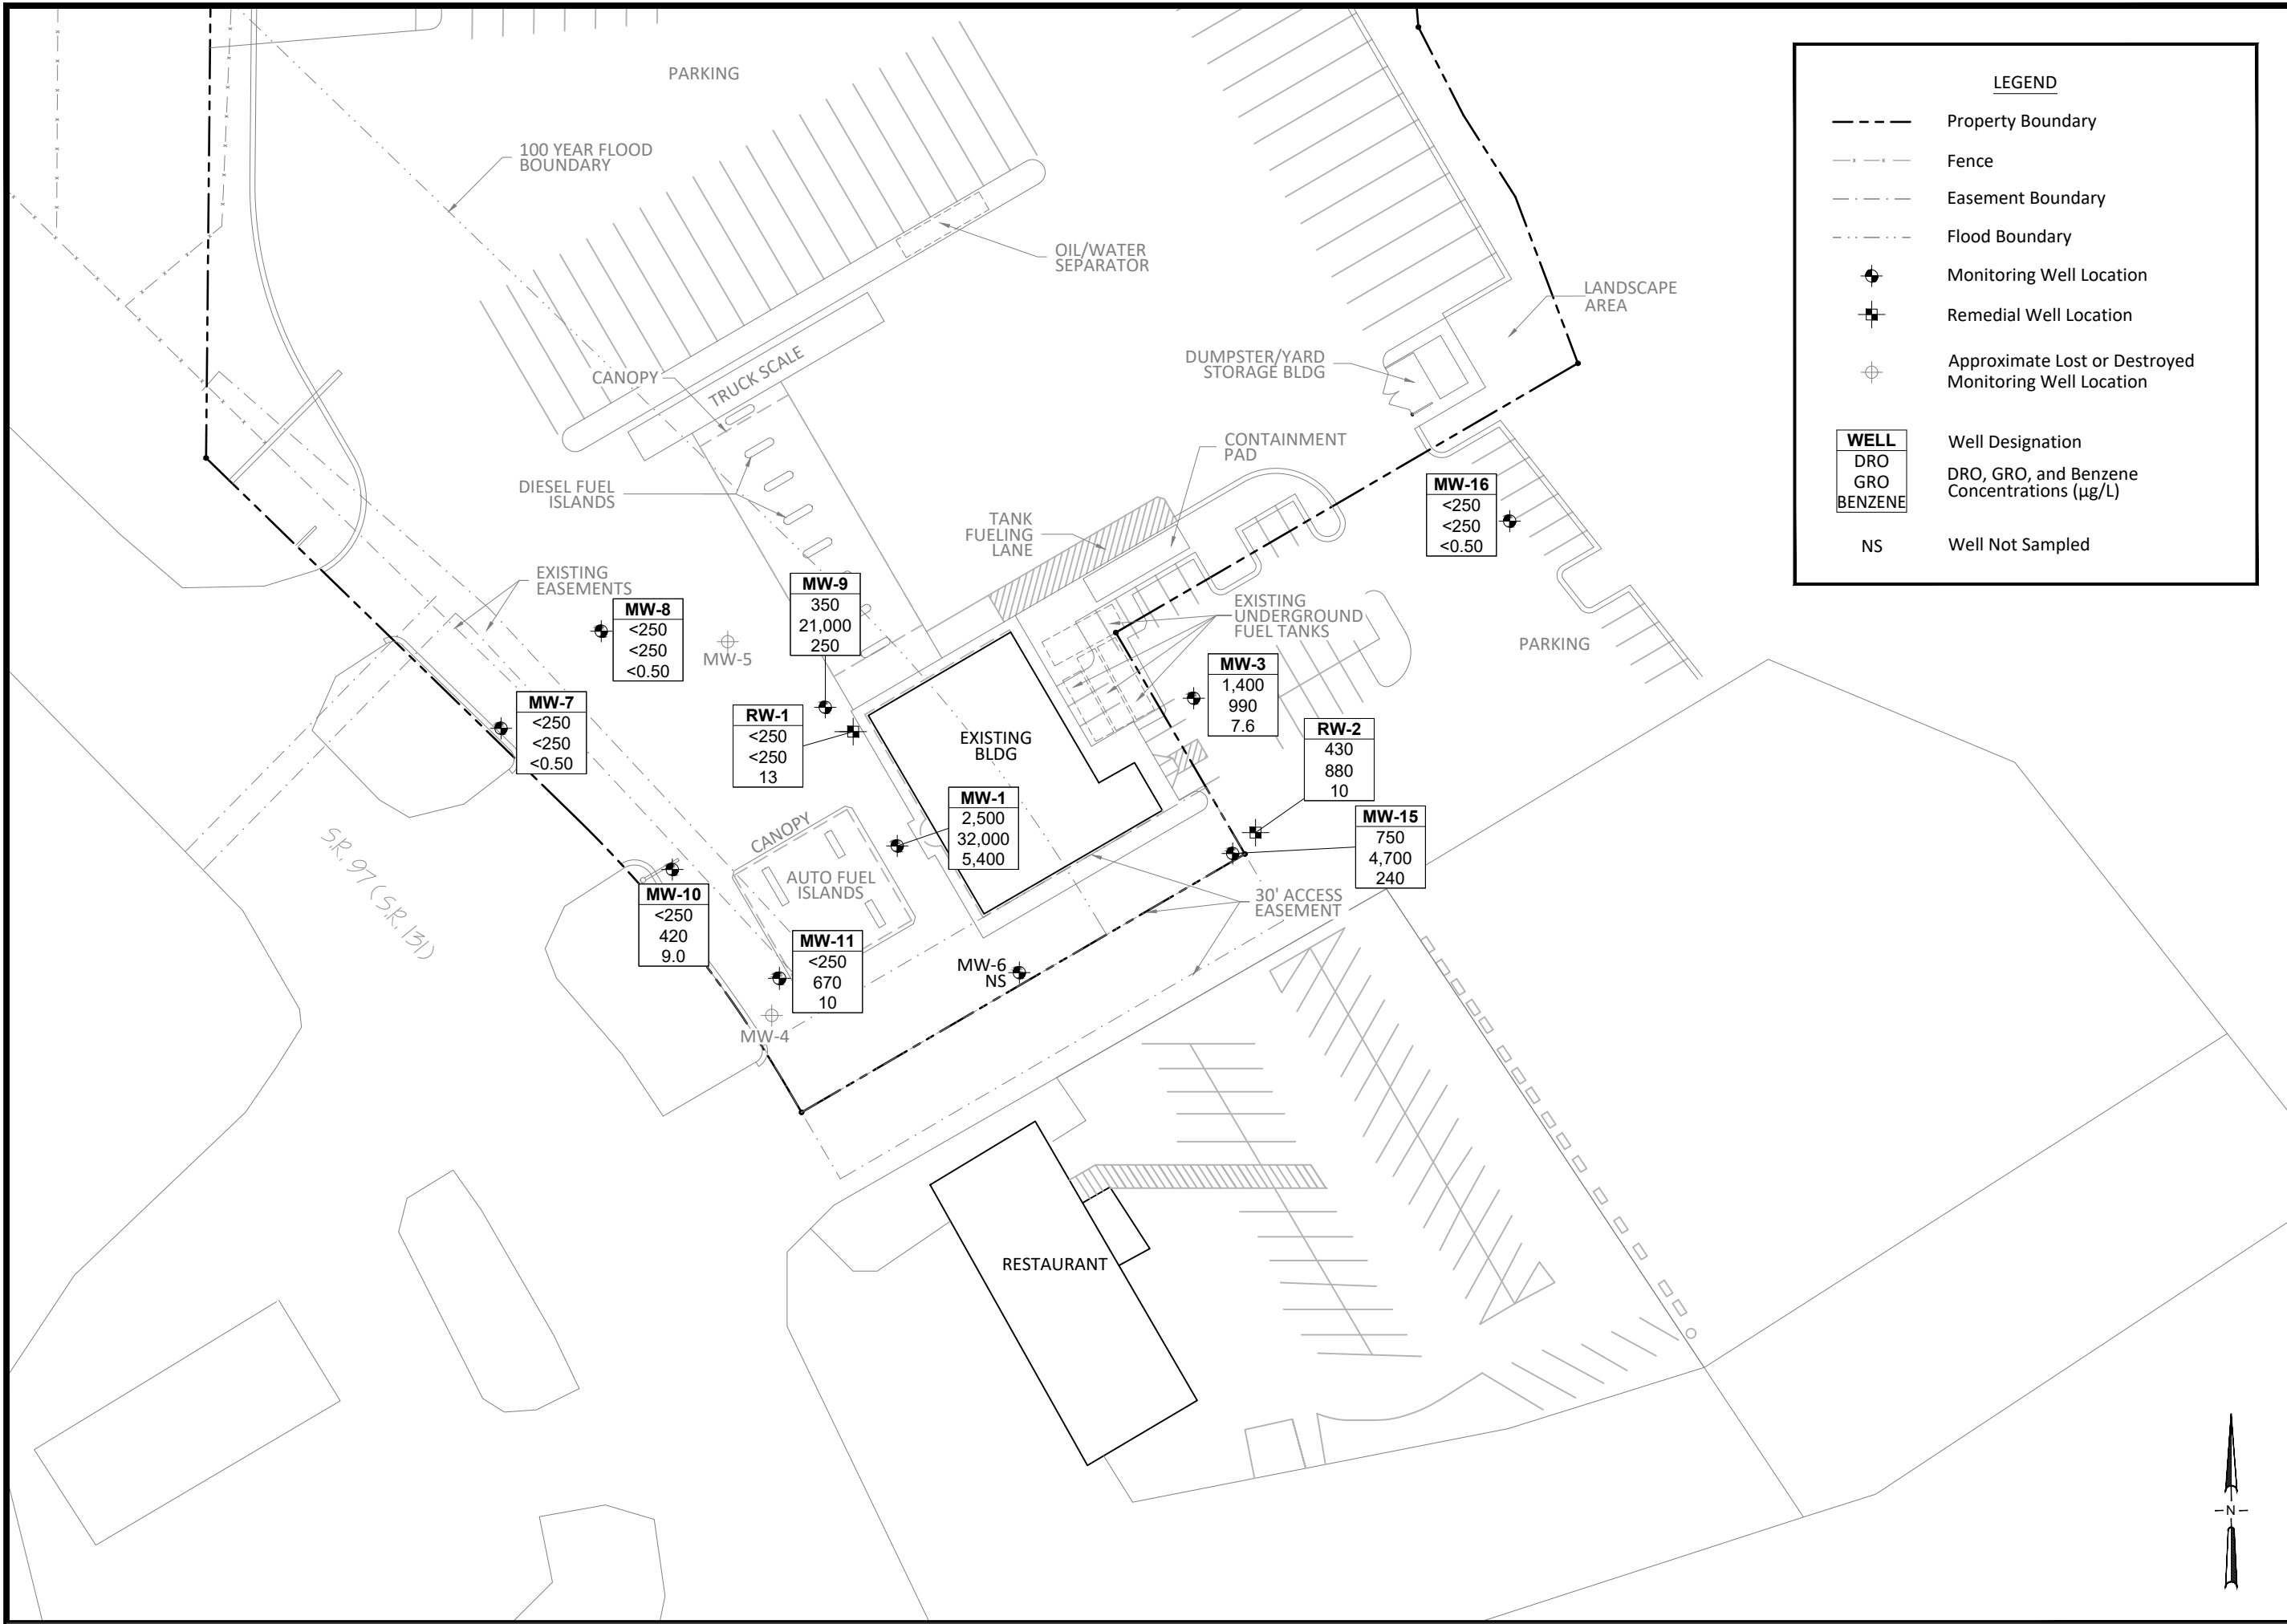 PARKING
100 YEAR FLOOD
BOUNDARY
OIL/WATER
SEPARATOR
LANDSCAPE
AREA
DUMPSTER/YARD
STORAGE BLDG
CANOPY
TRUCK SCALE
CONTAINMENT
PAD
DIESEL FUEL
ISLANDS
TANK
FUELING
LANE
EXISTING
EASEMENTS
EXISTING
UNDERGROUND
FUEL TANKS
PARKING
MW-16
<250
<250
<0.50
MW-9
350
21,000
250
MW-8
<250
<250
<0.50
MW-5
MW-7
<250
<250
<0.50
RW-1
<250
<250
13
EXISTING
BLDG
MW-3
1,400
990
7.6
RW-2
430
880
10
MW-1
2,500
32,000
5,400
MW-15
750
4,700
240
CANOPY
AUTO FUEL
ISLANDS
S.R. 97 (S.R. 131)
MW-10
<250
420
9.0
MW-11
<250
670
10
MW-6
NS
30' ACCESS
EASEMENT
MW-4
RESTAURANT
LEGEND
Property Boundary
Fence
Easement Boundary
Flood Boundary
Monitoring Well Location
Remedial Well Location
Approximate Lost or Destroyed
Monitoring Well Location
WELL
DRO
GRO
BENZENE
Well Designation
DRO, GRO, and Benzene
Concentrations (µg/L)
NS
Well Not Sampled
N